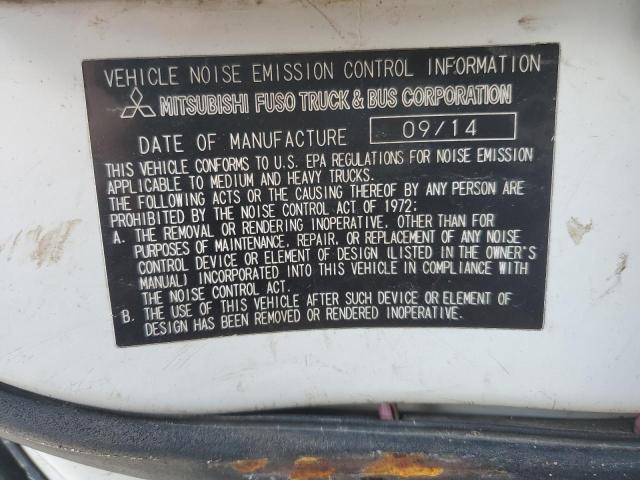 VEHICLE NOISE EMISSION CONTROL INFORMATION
MITSUBISHI FUSO TRUCK & BUS CORPORATION
DATE OF MANUFACTURE 09/14
THIS VEHICLE CONFORMS TO U.S. EPA REGULATIONS FOR NOISE EMISSION
APPLICABLE TO MEDIUM AND HEAVY TRUCKS.
THE FOLLOWING ACTS OR THE CAUSING THEREOF BY ANY PERSON ARE
PROHIBITED BY THE NOISE CONTROL ACT OF 1972:
A. THE REMOVAL OR RENDERING INOPERATIVE, OTHER THAN FOR
PURPOSES OF MAINTENANCE, REPAIR, OR REPLACEMENT OF ANY NOISE
CONTROL DEVICE OR ELEMENT OF DESIGN (LISTED IN THE OWNER'S
MANUAL) INCORPORATED INTO THIS VEHICLE IN COMPLIANCE WITH
THE NOISE CONTROL ACT.
B. THE USE OF THIS VEHICLE AFTER SUCH DEVICE OR ELEMENT OF
DESIGN HAS BEEN REMOVED OR RENDERED INOPERATIVE.